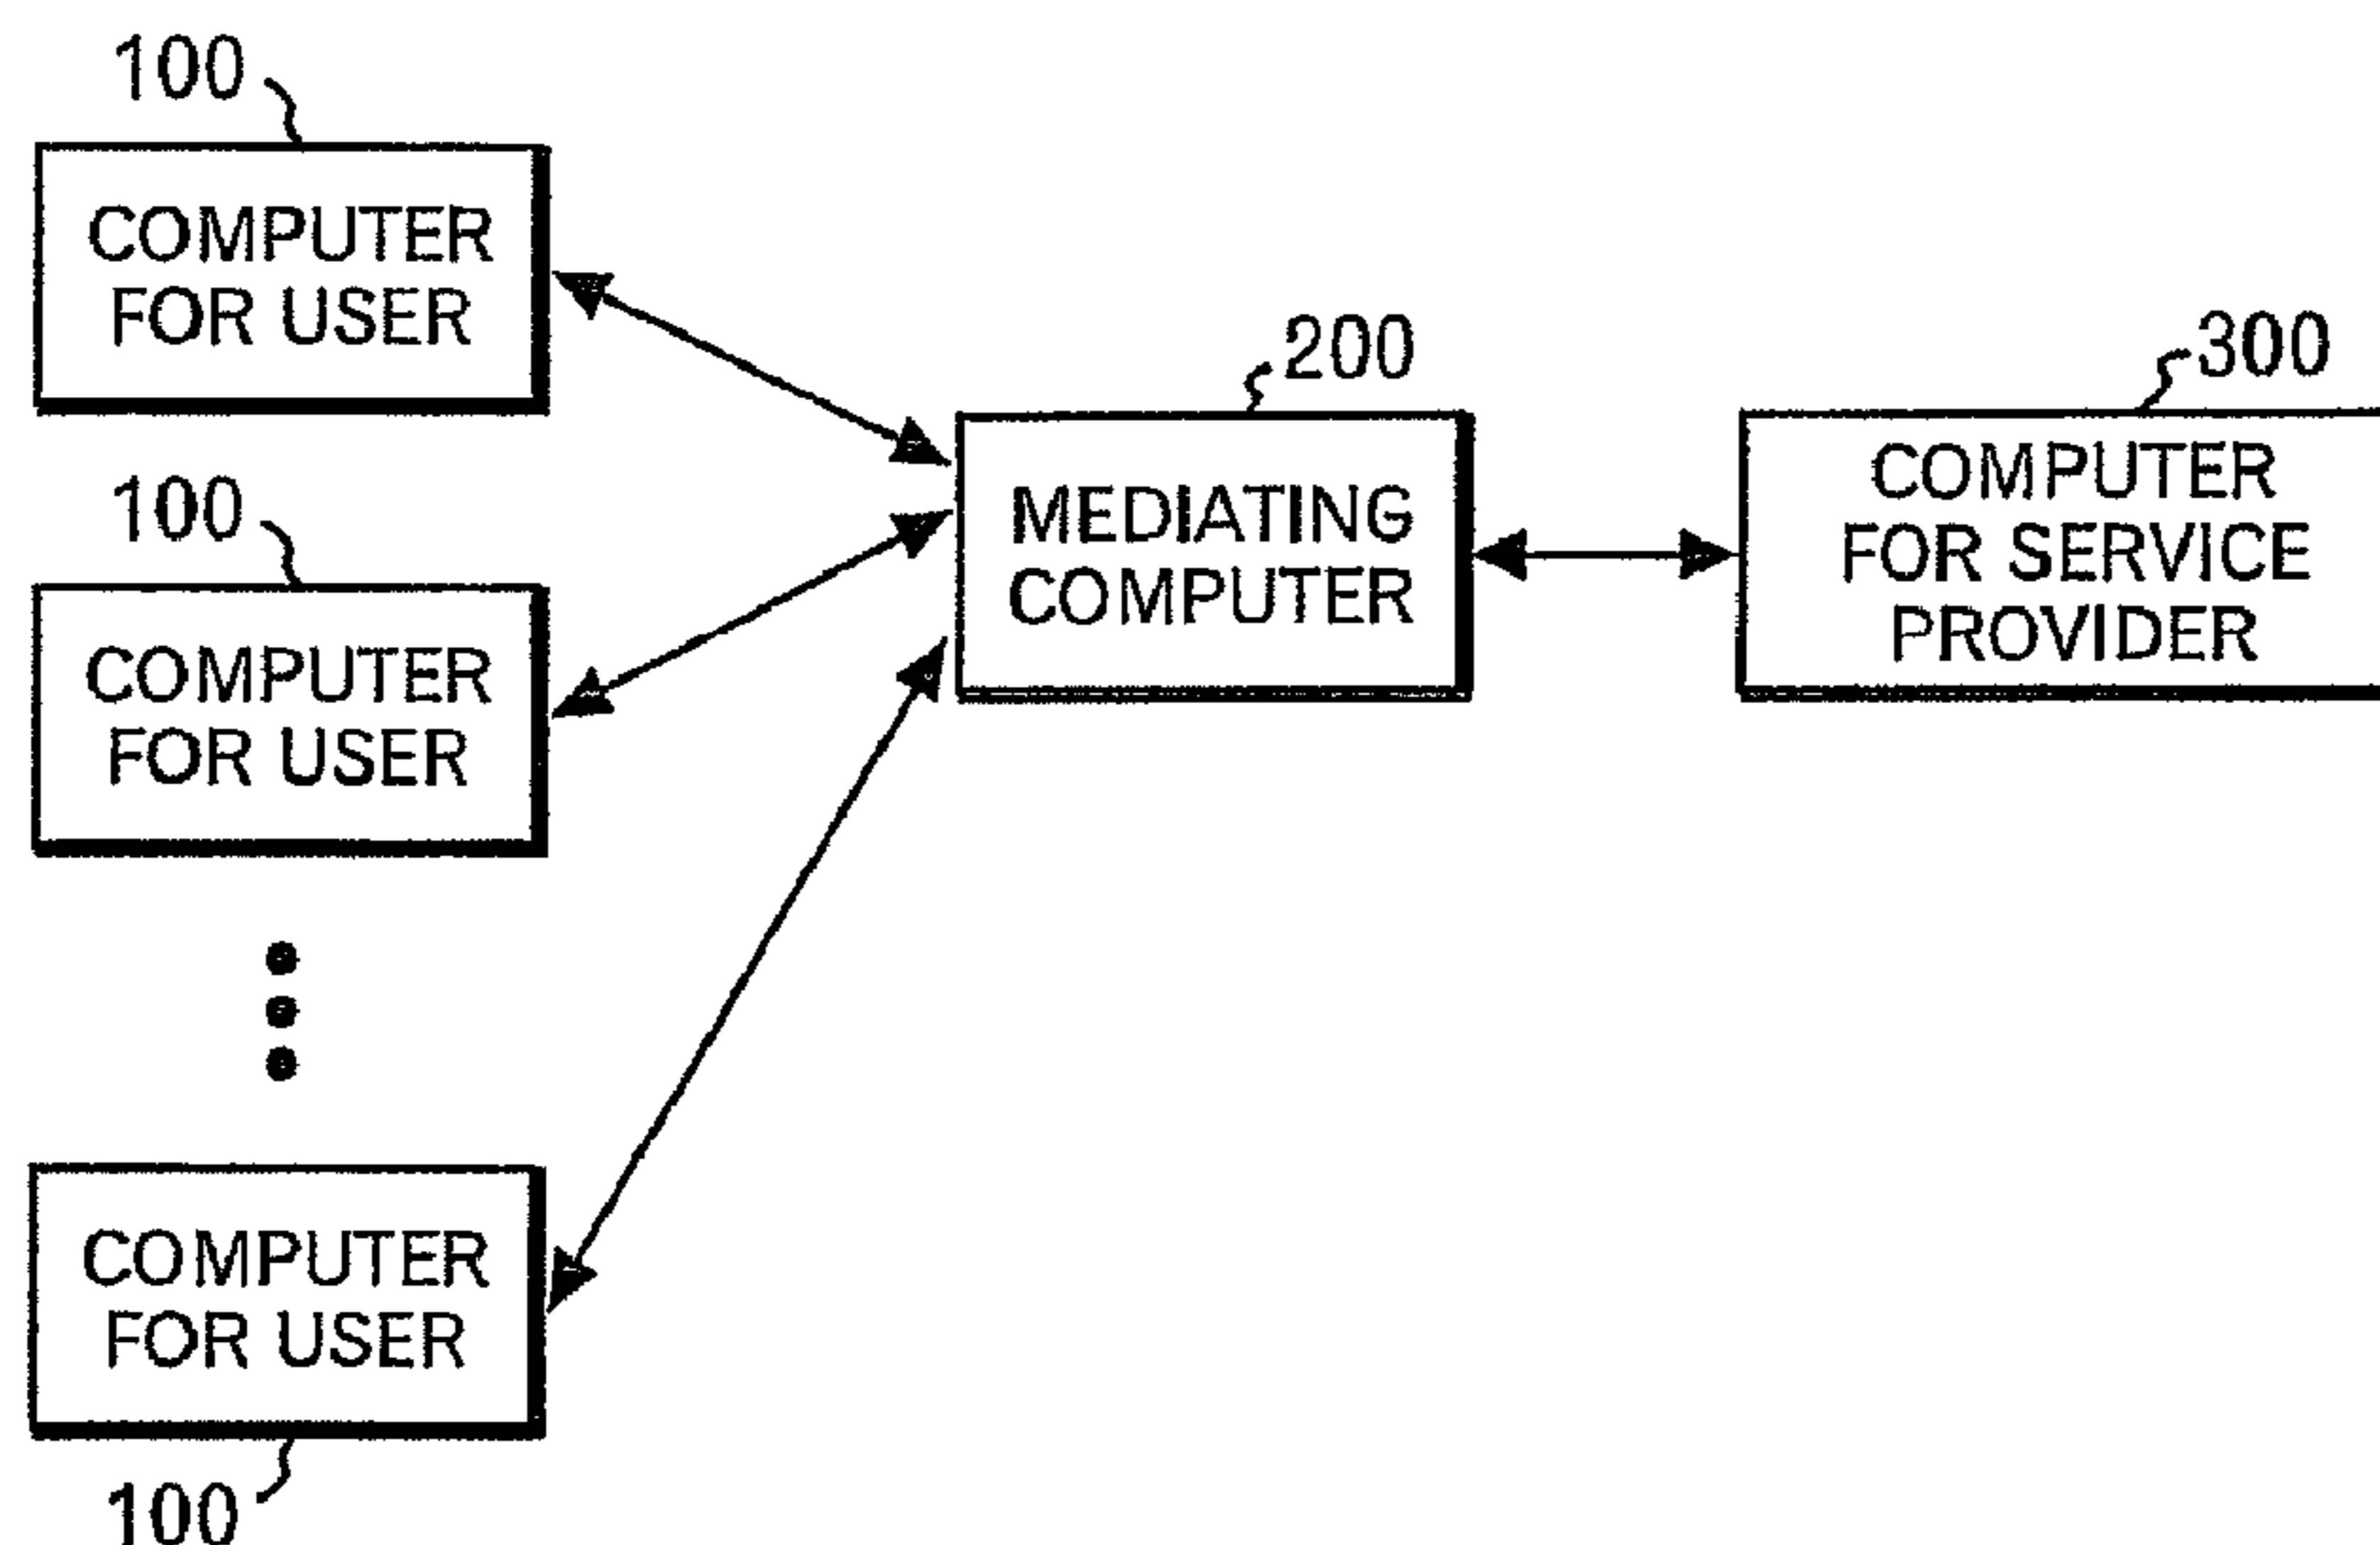 100
COMPUTER
FOR USER
100
COMPUTER
FOR USER
COMPUTER
FOR USER
100
200
MEDIATING
COMPUTER
300
COMPUTER
FOR SERVICE
PROVIDER